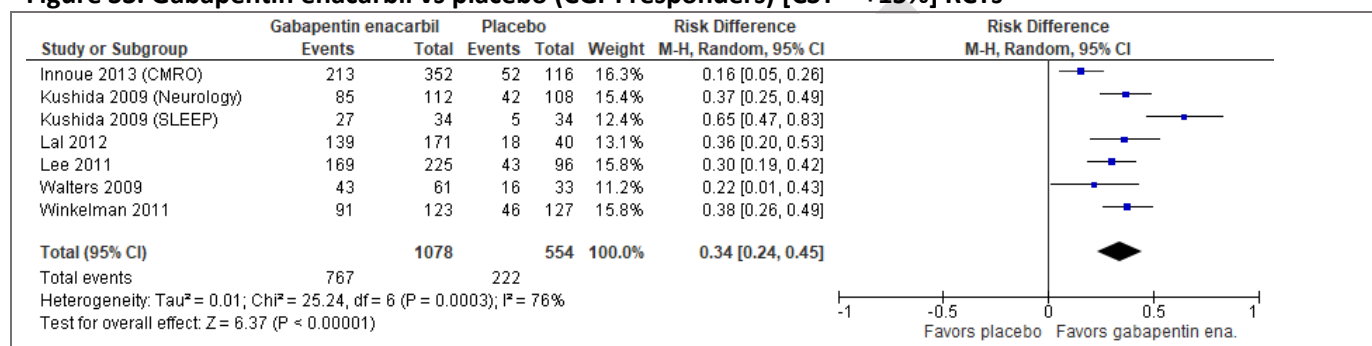 Gabapentin enacarbil Placebo Risk Difference Risk Difference
Study or Subgroup Events Total Events Total Weight M-H, Random, 95% CI M-H, Random, 95% CI
Innoue 2013 (CMRO) 213 352 52 116 16.3% 0.16 [0.05, 0.26]
Kushida 2009 (Neurology) 85 112 42 108 15.4% 0.37 [0.25, 0.49]
Kushida 2009 (SLEEP) 27 34 5 34 12.4% 0.65 [0.47, 0.83]
Lal 2012 139 171 18 40 13.1% 0.36 [0.20, 0.53]
Lee 2011 169 225 43 96 15.8% 0.30 [0.19, 0.42]
Walters 2009 43 61 16 33 11.2% 0.22 [0.01, 0.43]
Winkelman 2011 91 123 46 127 15.8% 0.38 [0.26, 0.49]
Total (95% CI) 1078 554 100.0% 0.34 [0.24, 0.45]
Total events 767 222
Heterogeneity: Tau² = 0.01; Chi² = 25.24, df = 6 (P = 0.0003); I² = 76%
Test for overall effect: Z = 6.37 (P < 0.00001)
-1 -0.5 0 0.5 1
Favors placebo Favors gabapentin ena.